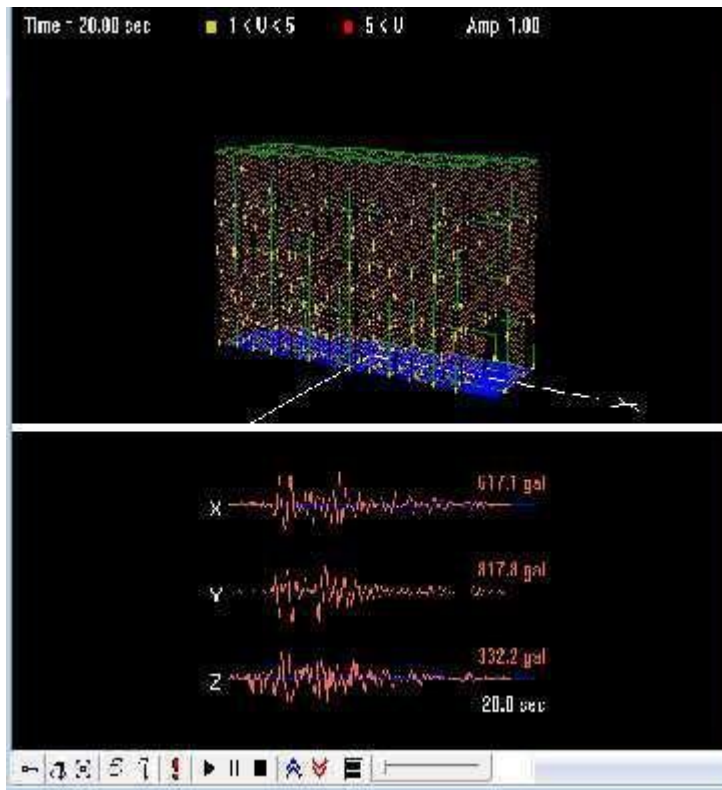 Time = 20.00 sec 1 < U < 5 5 < U Amp 1.00
X 617.1 gal
Y 817.8 gal
Z 332.2 gal
20.0 sec